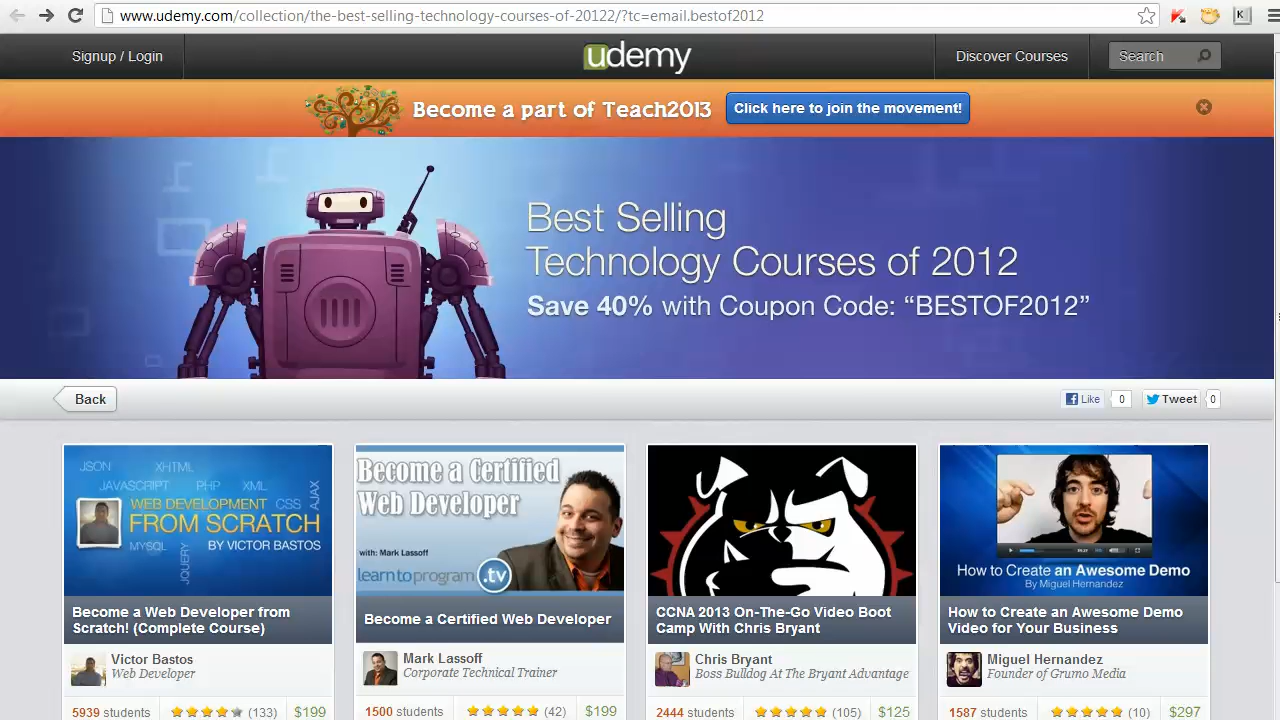 www.udemy.com/collection/the-best-selling-technology-courses-of-20122/?tc=email.bestof2012
Signup / Login
udemy
Discover Courses
Search
Become a part of Teach2013
Click here to join the movement!
Best Selling
Technology Courses of 2012
Save 40% with Coupon Code: “BESTOF2012”
Back
Like
0
Tweet
0
JSON XHTML
JAVASCRIPT PHP XML
WEB DEVELOPMENT CSS AJAX
FROM SCRATCH
MYSQL BY VICTOR BASTOS
JQUERY
Become a Web Developer from
Scratch! (Complete Course)
Victor Bastos
Web Developer
5939 students (133) $199
Become a Certified
Web Developer
with: Mark Lassoff
learntoprogram .tv
Become a Certified Web Developer
Mark Lassoff
Corporate Technical Trainer
1500 students (42) $199
CCNA 2013 On-The-Go Video Boot
Camp With Chris Bryant
Chris Bryant
Boss Bulldog At The Bryant Advantage
2444 students (105) $125
How to Create an Awesome Demo
By Miguel Hernandez
How to Create an Awesome Demo
Video for Your Business
Miguel Hernandez
Founder of Grumo Media
1587 students (10) $297